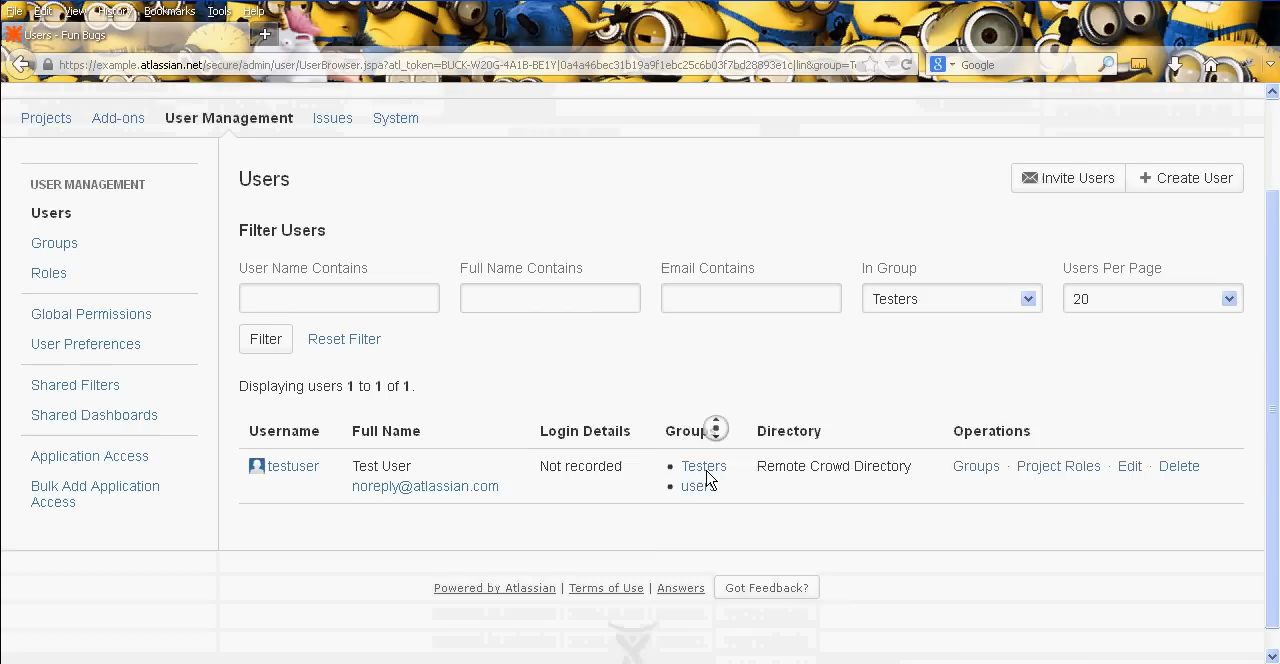 File Edit View History Bookmarks Tools Help
Users - Fun Bugs
https://example.atlassian.net/secure/admin/user/UserBrowser.jspa?atl_token=BUCK-W20G-4A1B-BE1Y|0a4a46bec31b19a9f1ebc25c6b03f7bd28893e1c|lin&group=Te
Google
Projects Add-ons User Management Issues System
USER MANAGEMENT
Users
Groups
Roles
Global Permissions
User Preferences
Shared Filters
Shared Dashboards
Application Access
Bulk Add Application
Access
Users
Invite Users
Create User
Filter Users
User Name Contains Full Name Contains Email Contains In Group Users Per Page
Testers 20
Filter Reset Filter
Displaying users 1 to 1 of 1.
Username Full Name Login Details Groups Directory Operations
testuser Test User Not recorded Testers Remote Crowd Directory Groups · Project Roles · Edit · Delete
noreply@atlassian.com users
Powered by Atlassian | Terms of Use | Answers Got Feedback?